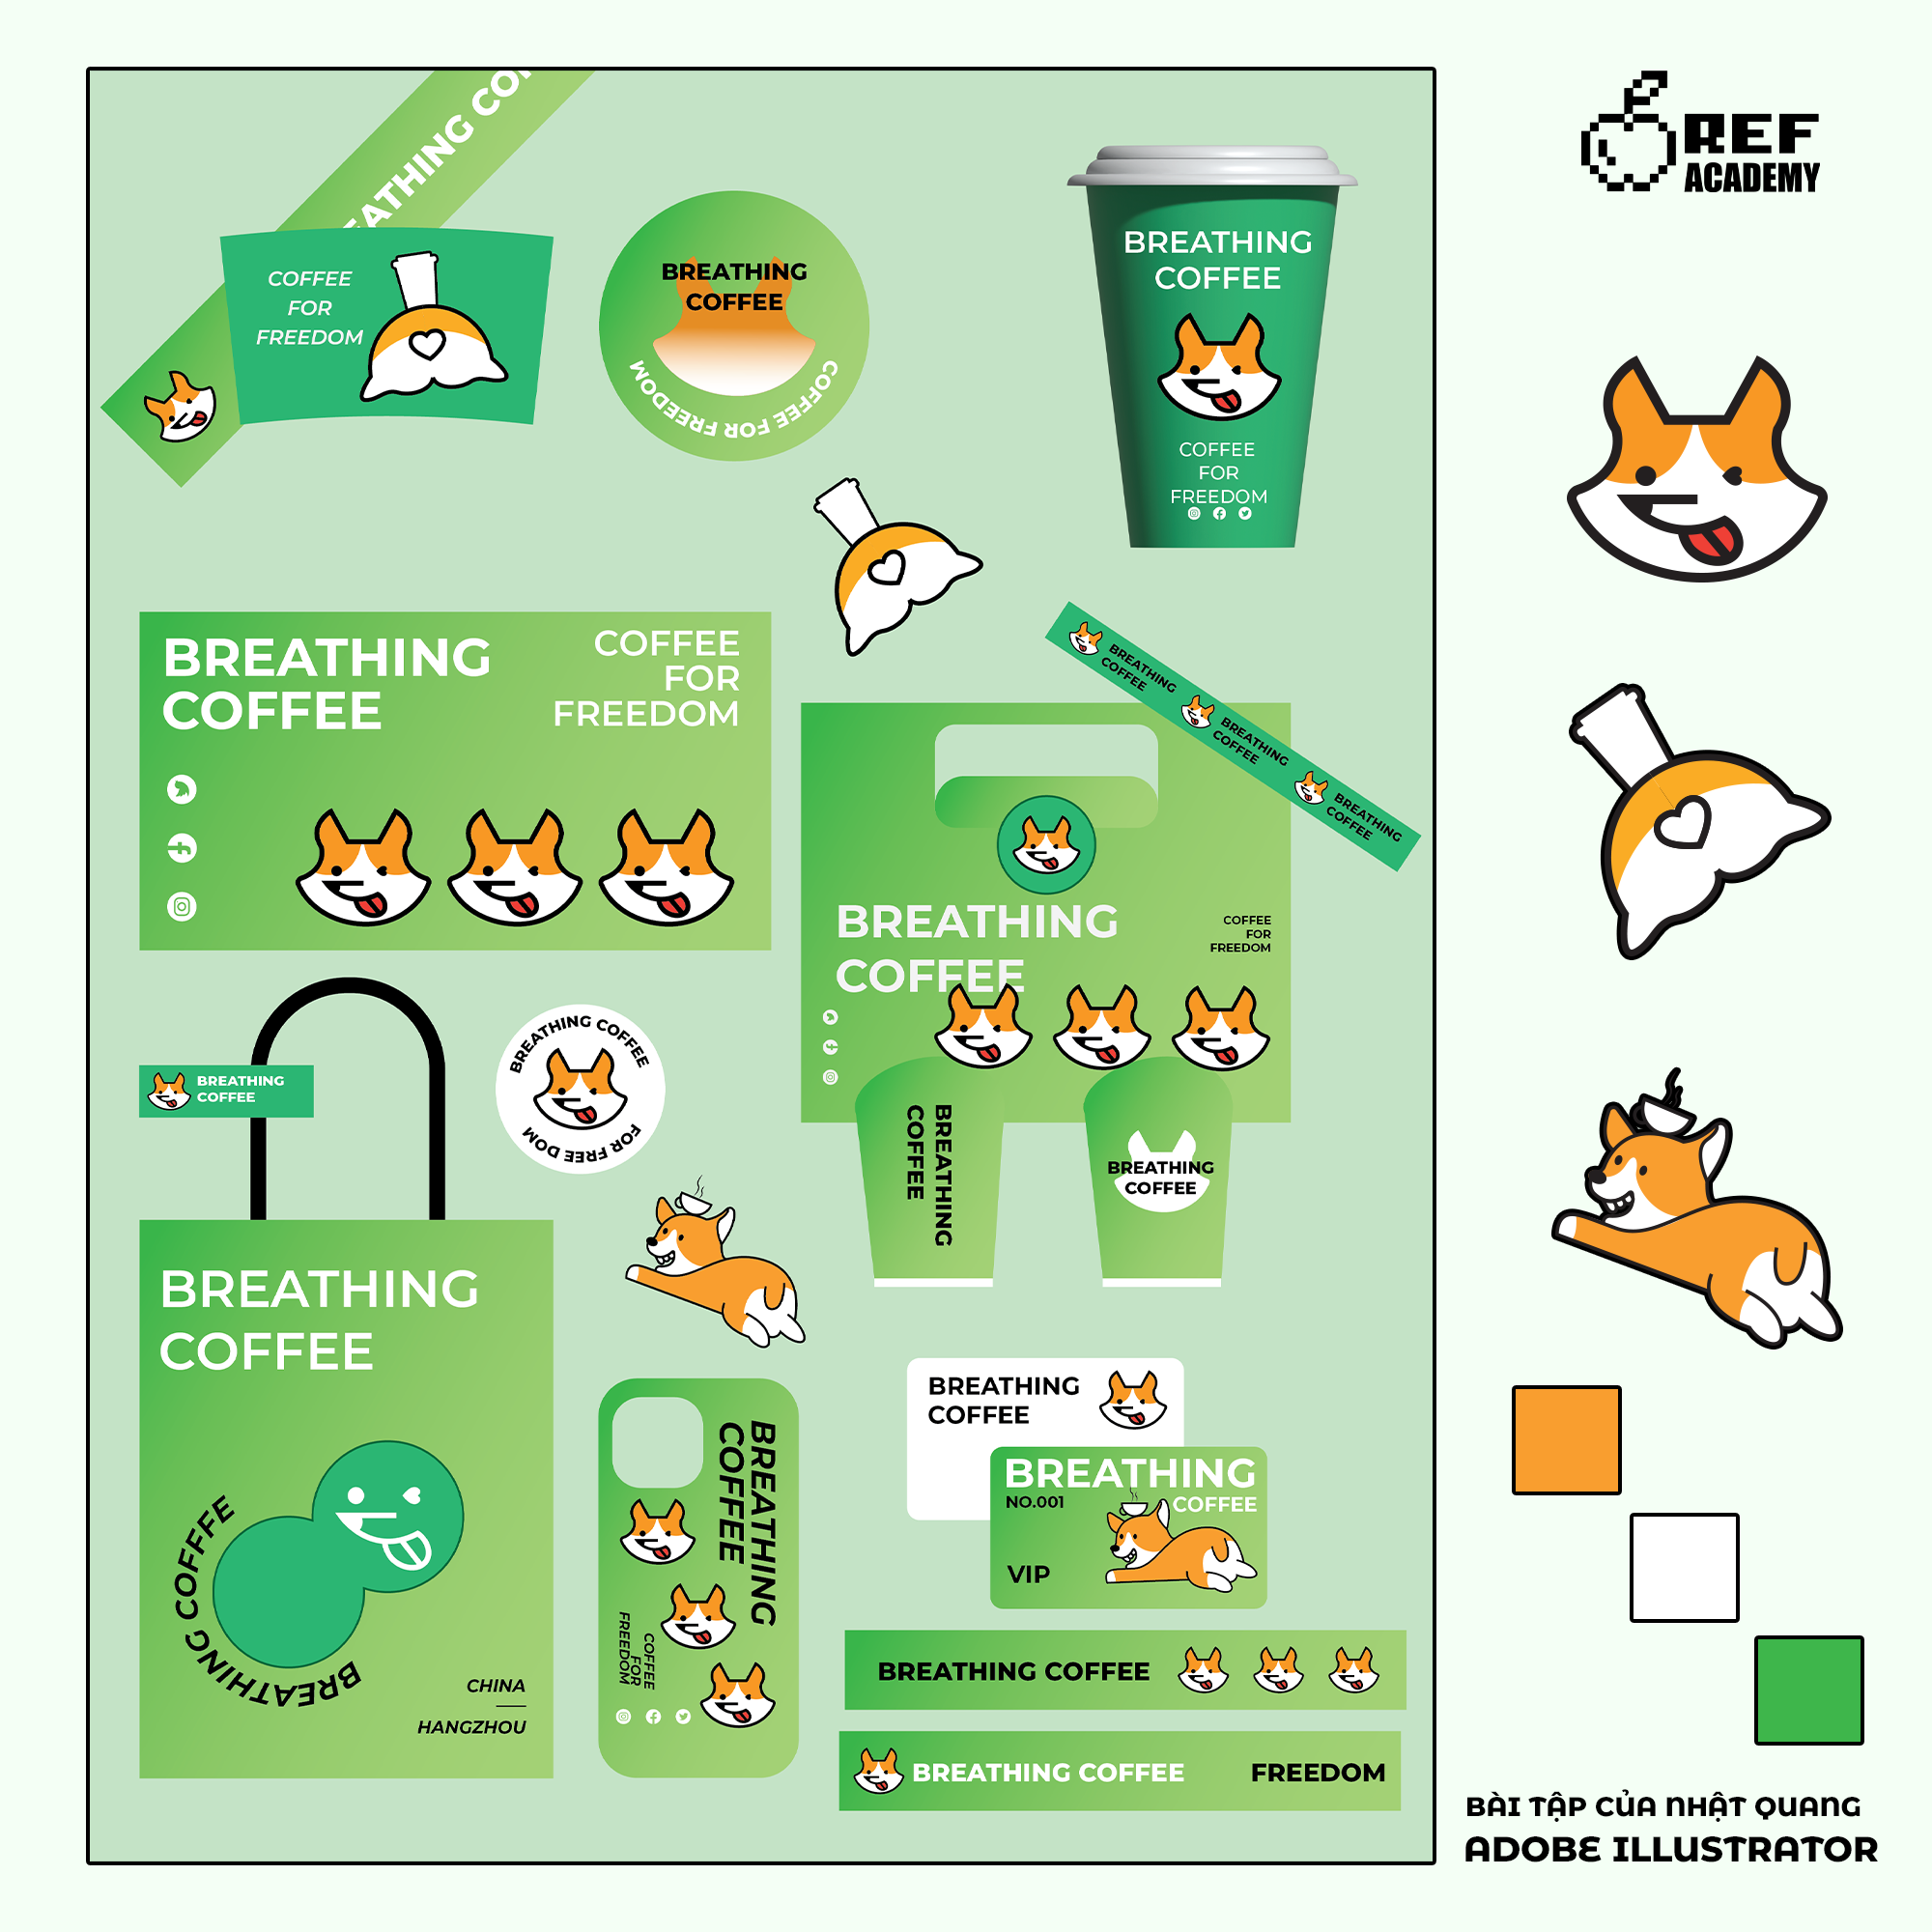 BREATHING COF
COFFEE
FOR
FREEDOM
BREATHING
COFFEE
COFFEE FOR FREEDOM
BREATHING
COFFEE
COFFEE
FOR
FREEDOM
REF
ACADEMY
BREATHING
COFFEE
COFFEE
FOR
FREEDOM
BREATHING
COFFEE
BREATHING
COFFEE
BREATHING
COFFEE
BREATHING
COFFEE
COFFEE
FOR
FREEDOM
BREATHING
COFFEE
BREATHING COFFEE
FOR FREE DOM
BREATHING
COFFEE
BREATHING
COFFEE
BREATHING
COFFEE
BREATHING COFFE
CHINA
HANGZHOU
BREATHING
COFFEE
COFFEE
FOR
FREEDOM
BREATHING
COFFEE
BREATHING
NO.001
COFFEE
VIP
BREATHING COFFEE
BREATHING COFFEE
FREEDOM
BÀI TẬP CỦA NHẬT QUANG
ADOBE ILLUSTRATOR